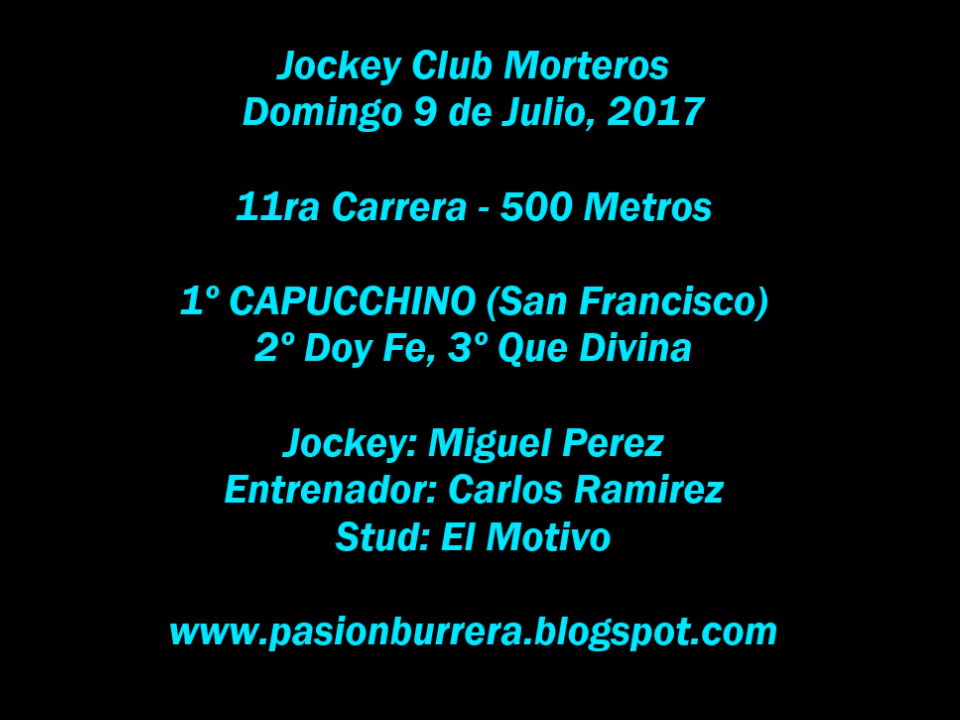 Jockey Club Morteros
Domingo 9 de Julio, 2017
11ra Carrera - 500 Metros
1º CAPUCCHINO (San Francisco)
2º Doy Fe, 3º Que Divina
Jockey: Miguel Perez
Entrenador: Carlos Ramirez
Stud: El Motivo
www.pasionburrera.blogspot.com